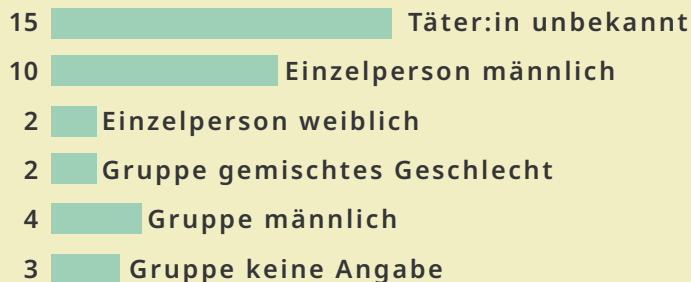 15 Täter:in unbekannt
10 Einzelperson männlich
2 Einzelperson weiblich
2 Gruppe gemischtes Geschlecht
4 Gruppe männlich
3 Gruppe keine Angabe